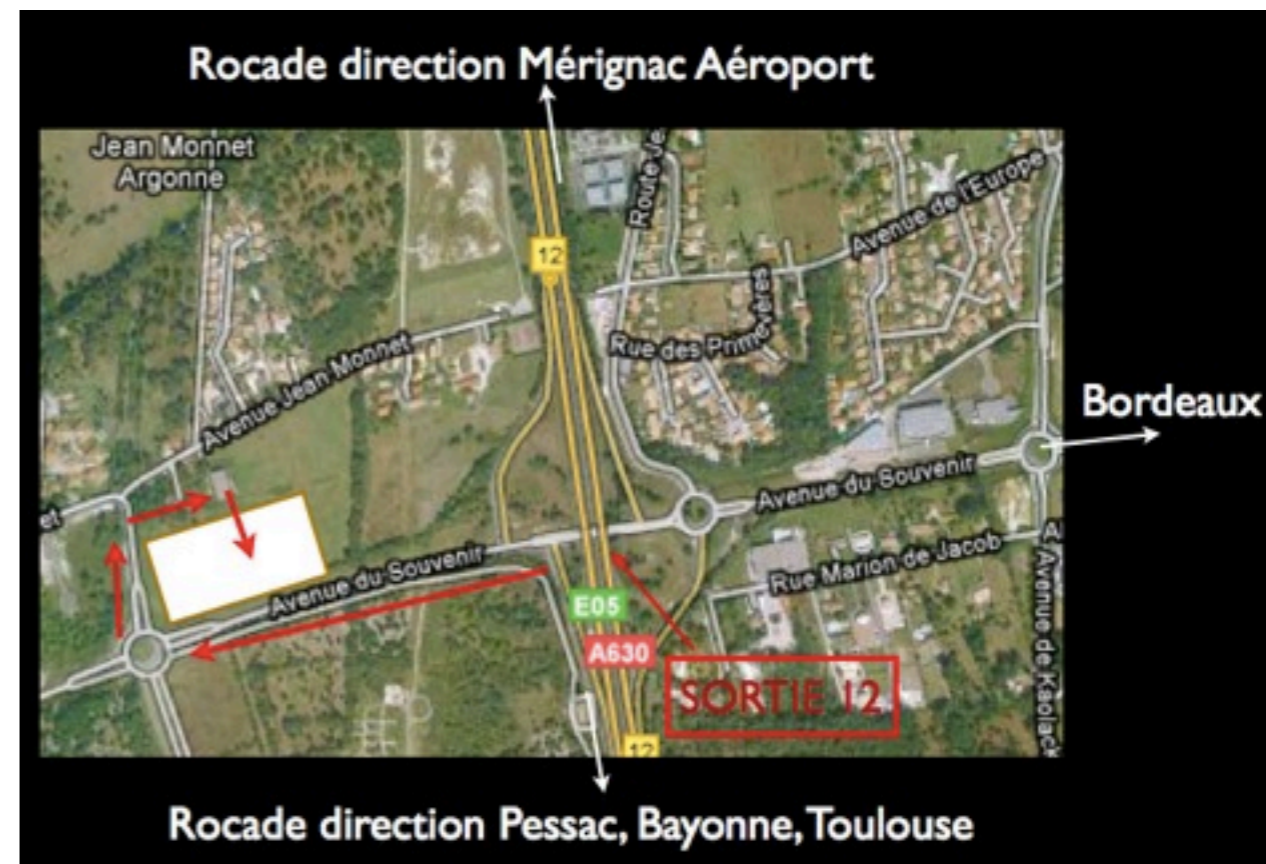 Rocade direction Mérignac Aéroport
Jean Monnet
Argonne
Route Je
Avenue de l'Europe
12
Rue des Primevères
Avenue Jean Monnet
Bordeaux
Avenue du Souvenir
et
Avenue du Souvenir
Rue Marion de Jacob
A
Avenue de Kaolack
E05
A630
SORTIE 12
12
Rocade direction Pessac, Bayonne, Toulouse